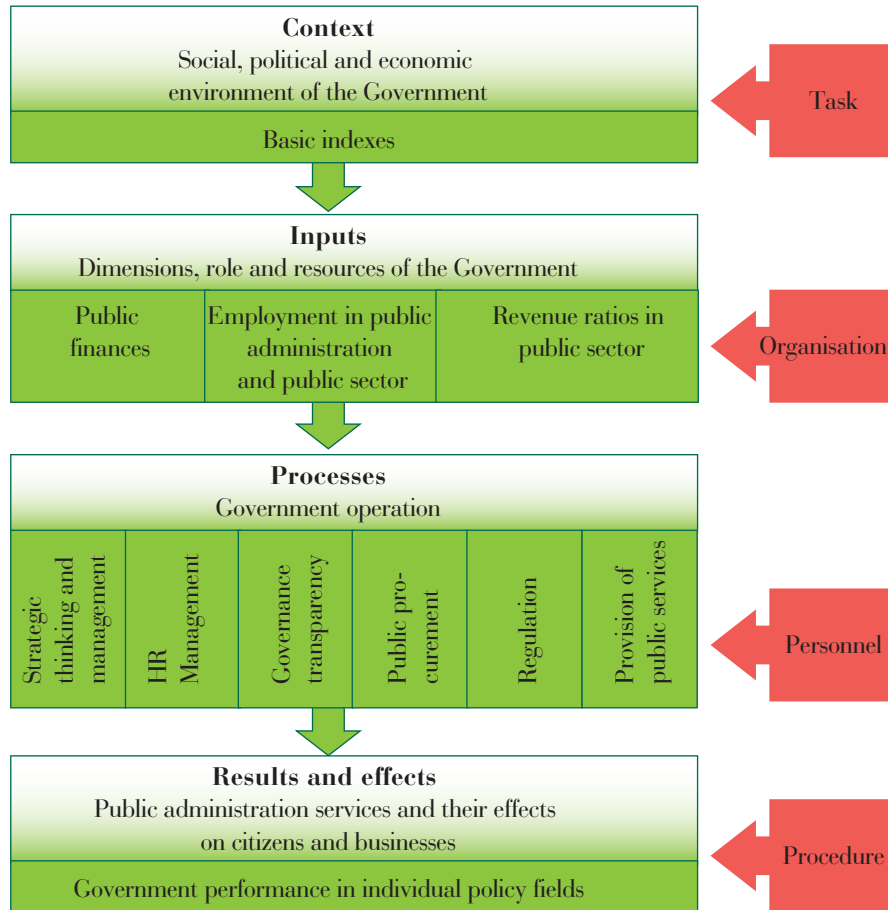 Context
Social, political and economic
environment of the Government
Basic indexes
Task
Inputs
Dimensions, role and resources of the Government
Public
finances
Employment in public
administration
and public sector
Revenue ratios in
public sector
Organisation
Processes
Government operation
Strategic
thinking and
management
HR
Management
Governance
transparency
Public pro-
curement
Regulation
Provision of
public services
Personnel
Results and effects
Public administration services and their effects
on citizens and businesses
Government performance in individual policy fields
Procedure